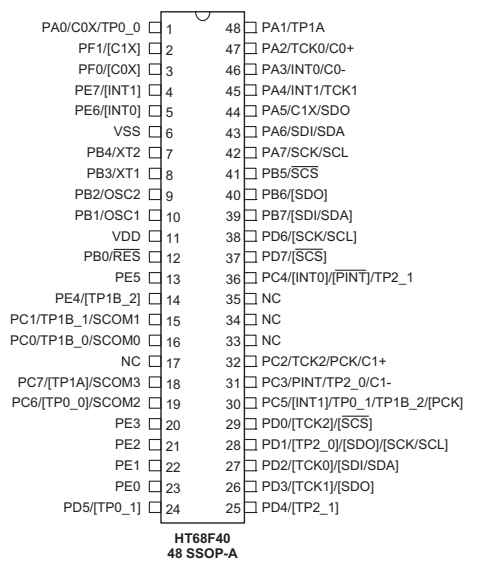 PA0/C0X/TP0_0 1 48 PA1/TP1A
PF1/[C1X] 2 47 PA2/TCK0/C0+
PF0/[C0X] 3 46 PA3/INT0/C0-
PE7/[INT1] 4 45 PA4/INT1/TCK1
PE6/[INT0] 5 44 PA5/C1X/SDO
VSS 6 43 PA6/SDI/SDA
PB4/XT2 7 42 PA7/SCK/SCL
PB3/XT1 8 41 PB5/SCS
PB2/OSC2 9 40 PB6/[SDO]
PB1/OSC1 10 39 PB7/[SDI/SDA]
VDD 11 38 PD6/[SCK/SCL]
PB0/RES 12 37 PD7/[SCS]
PE5 13 36 PC4/[INT0]/[PINT]/TP2_1
PE4/[TP1B_2] 14 35 NC
PC1/TP1B_1/SCOM1 15 34 NC
PC0/TP1B_0/SCOM0 16 33 NC
NC 17 32 PC2/TCK2/PCK/C1+
PC7/[TP1A]/SCOM3 18 31 PC3/PINT/TP2_0/C1-
PC6/[TP0_0]/SCOM2 19 30 PC5/[INT1]/TP0_1/TP1B_2/[PCK]
PE3 20 29 PD0/[TCK2]/[SCS]
PE2 21 28 PD1/[TP2_0]/[SDO]/[SCK/SCL]
PE1 22 27 PD2/[TCK0]/[SDI/SDA]
PE0 23 26 PD3/[TCK1]/[SDO]
PD5/[TP0_1] 24 25 PD4/[TP2_1]
HT68F40
48 SSOP-A